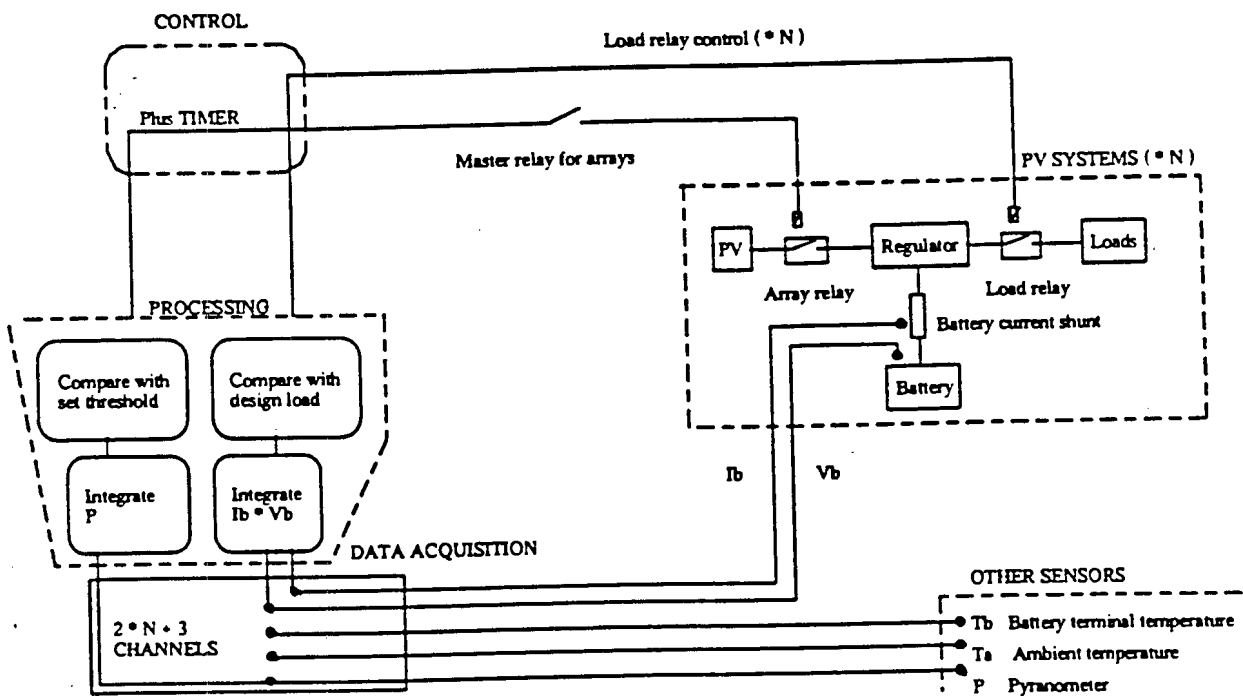 CONTROL
Load relay control ( * N )
Plus TIMER
Master relay for arrays
PV SYSTEMS ( * N )
PV
Regulator
Loads
Array relay
Load relay
Battery current shunt
Battery
PROCESSING
Compare with
set threshold
Compare with
design load
Integrate
P
Integrate
Ib * Vb
Ib
Vb
DATA ACQUISITION
2 * N + 3
CHANNELS
OTHER SENSORS
Tb Battery terminal temperature
Ta Ambient temperature
P Pyranometer